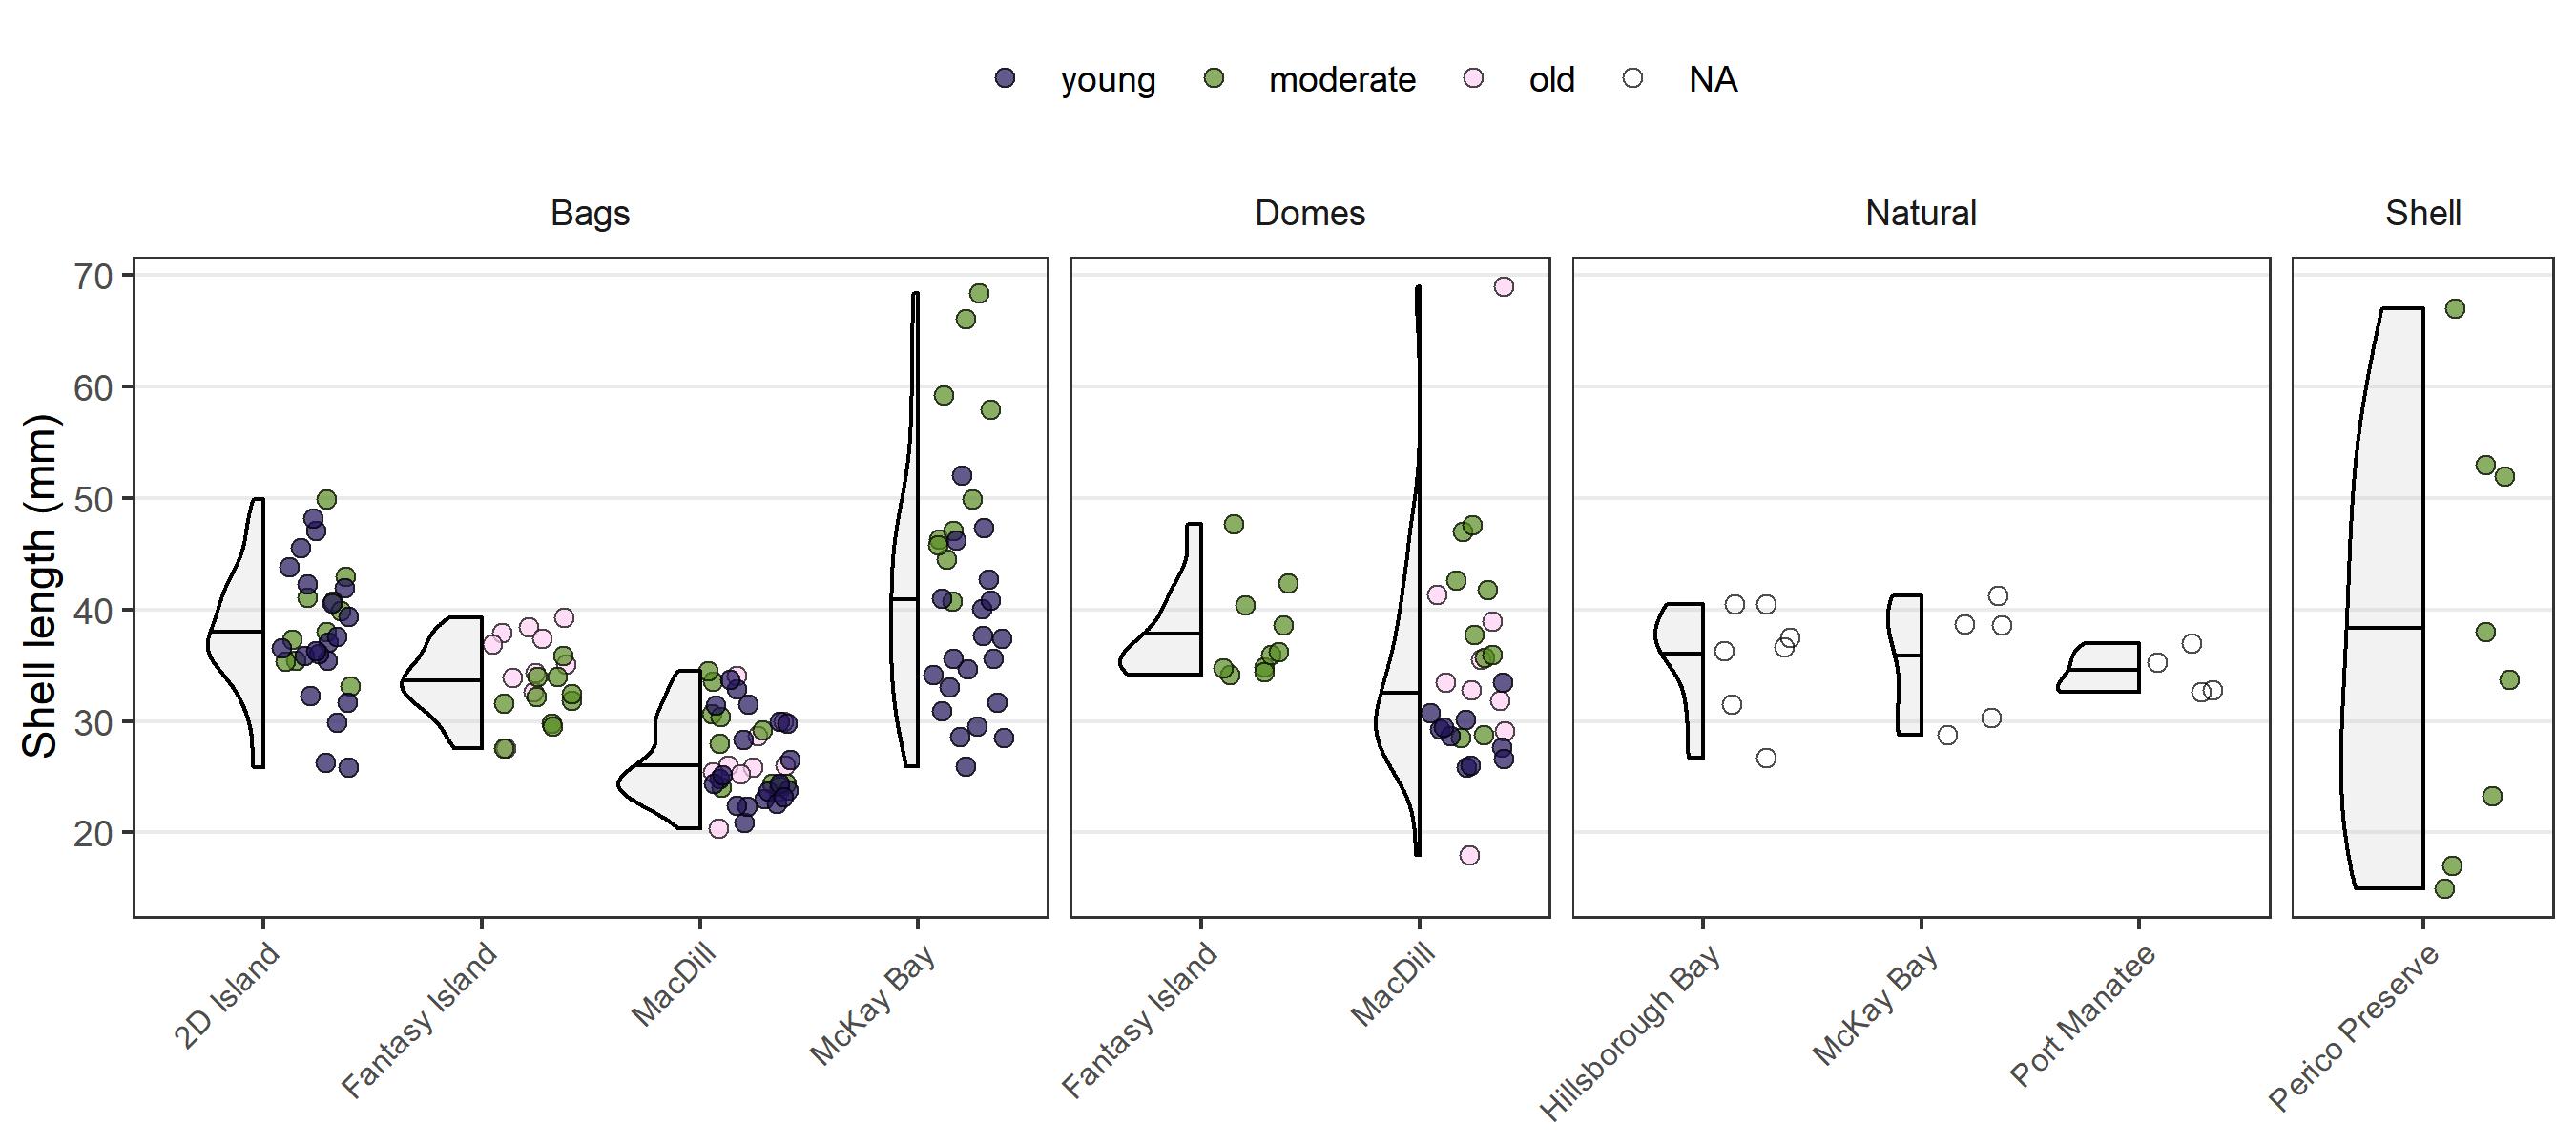 young moderate old NA
Bags Domes Natural Shell
Shell length (mm)
70
60
50
40
30
20
2D Island Fantasy Island MacDill McKay Bay Fantasy Island MacDill Hillsborough Bay McKay Bay Port Manatee Perico Preserve